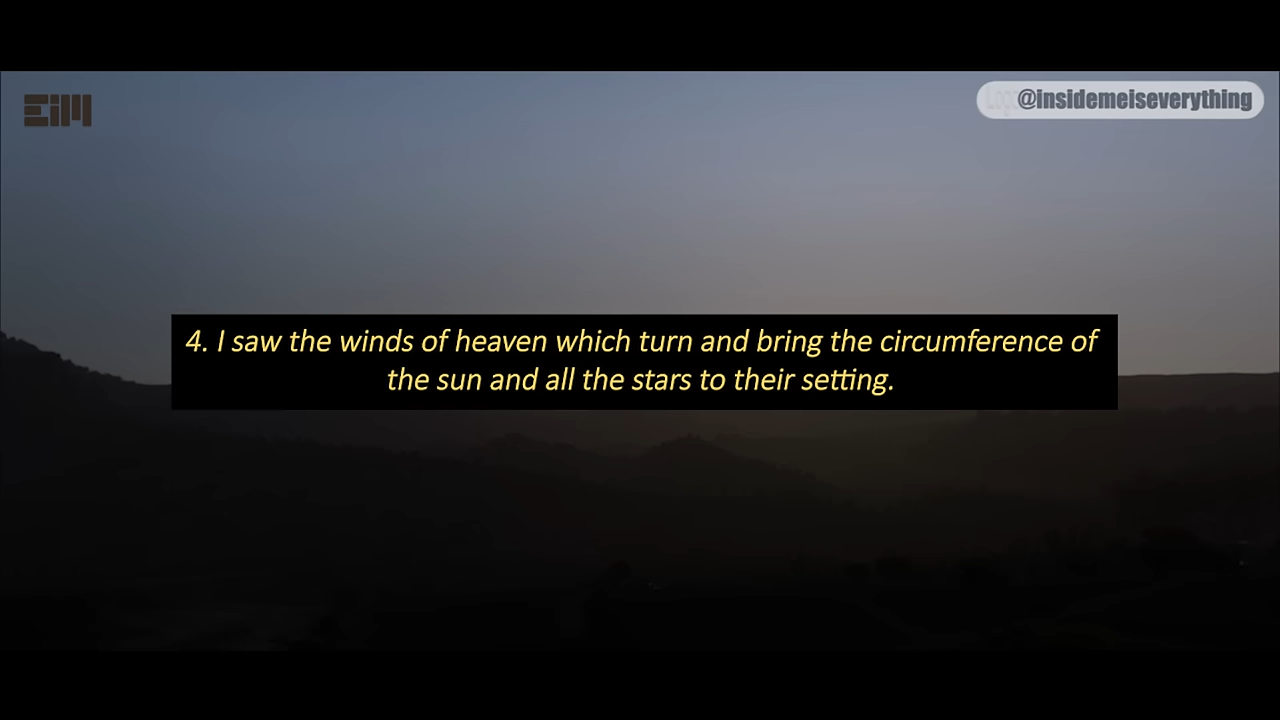 EiM
@insidemeiseverything
4. I saw the winds of heaven which turn and bring the circumference of
the sun and all the stars to their setting.